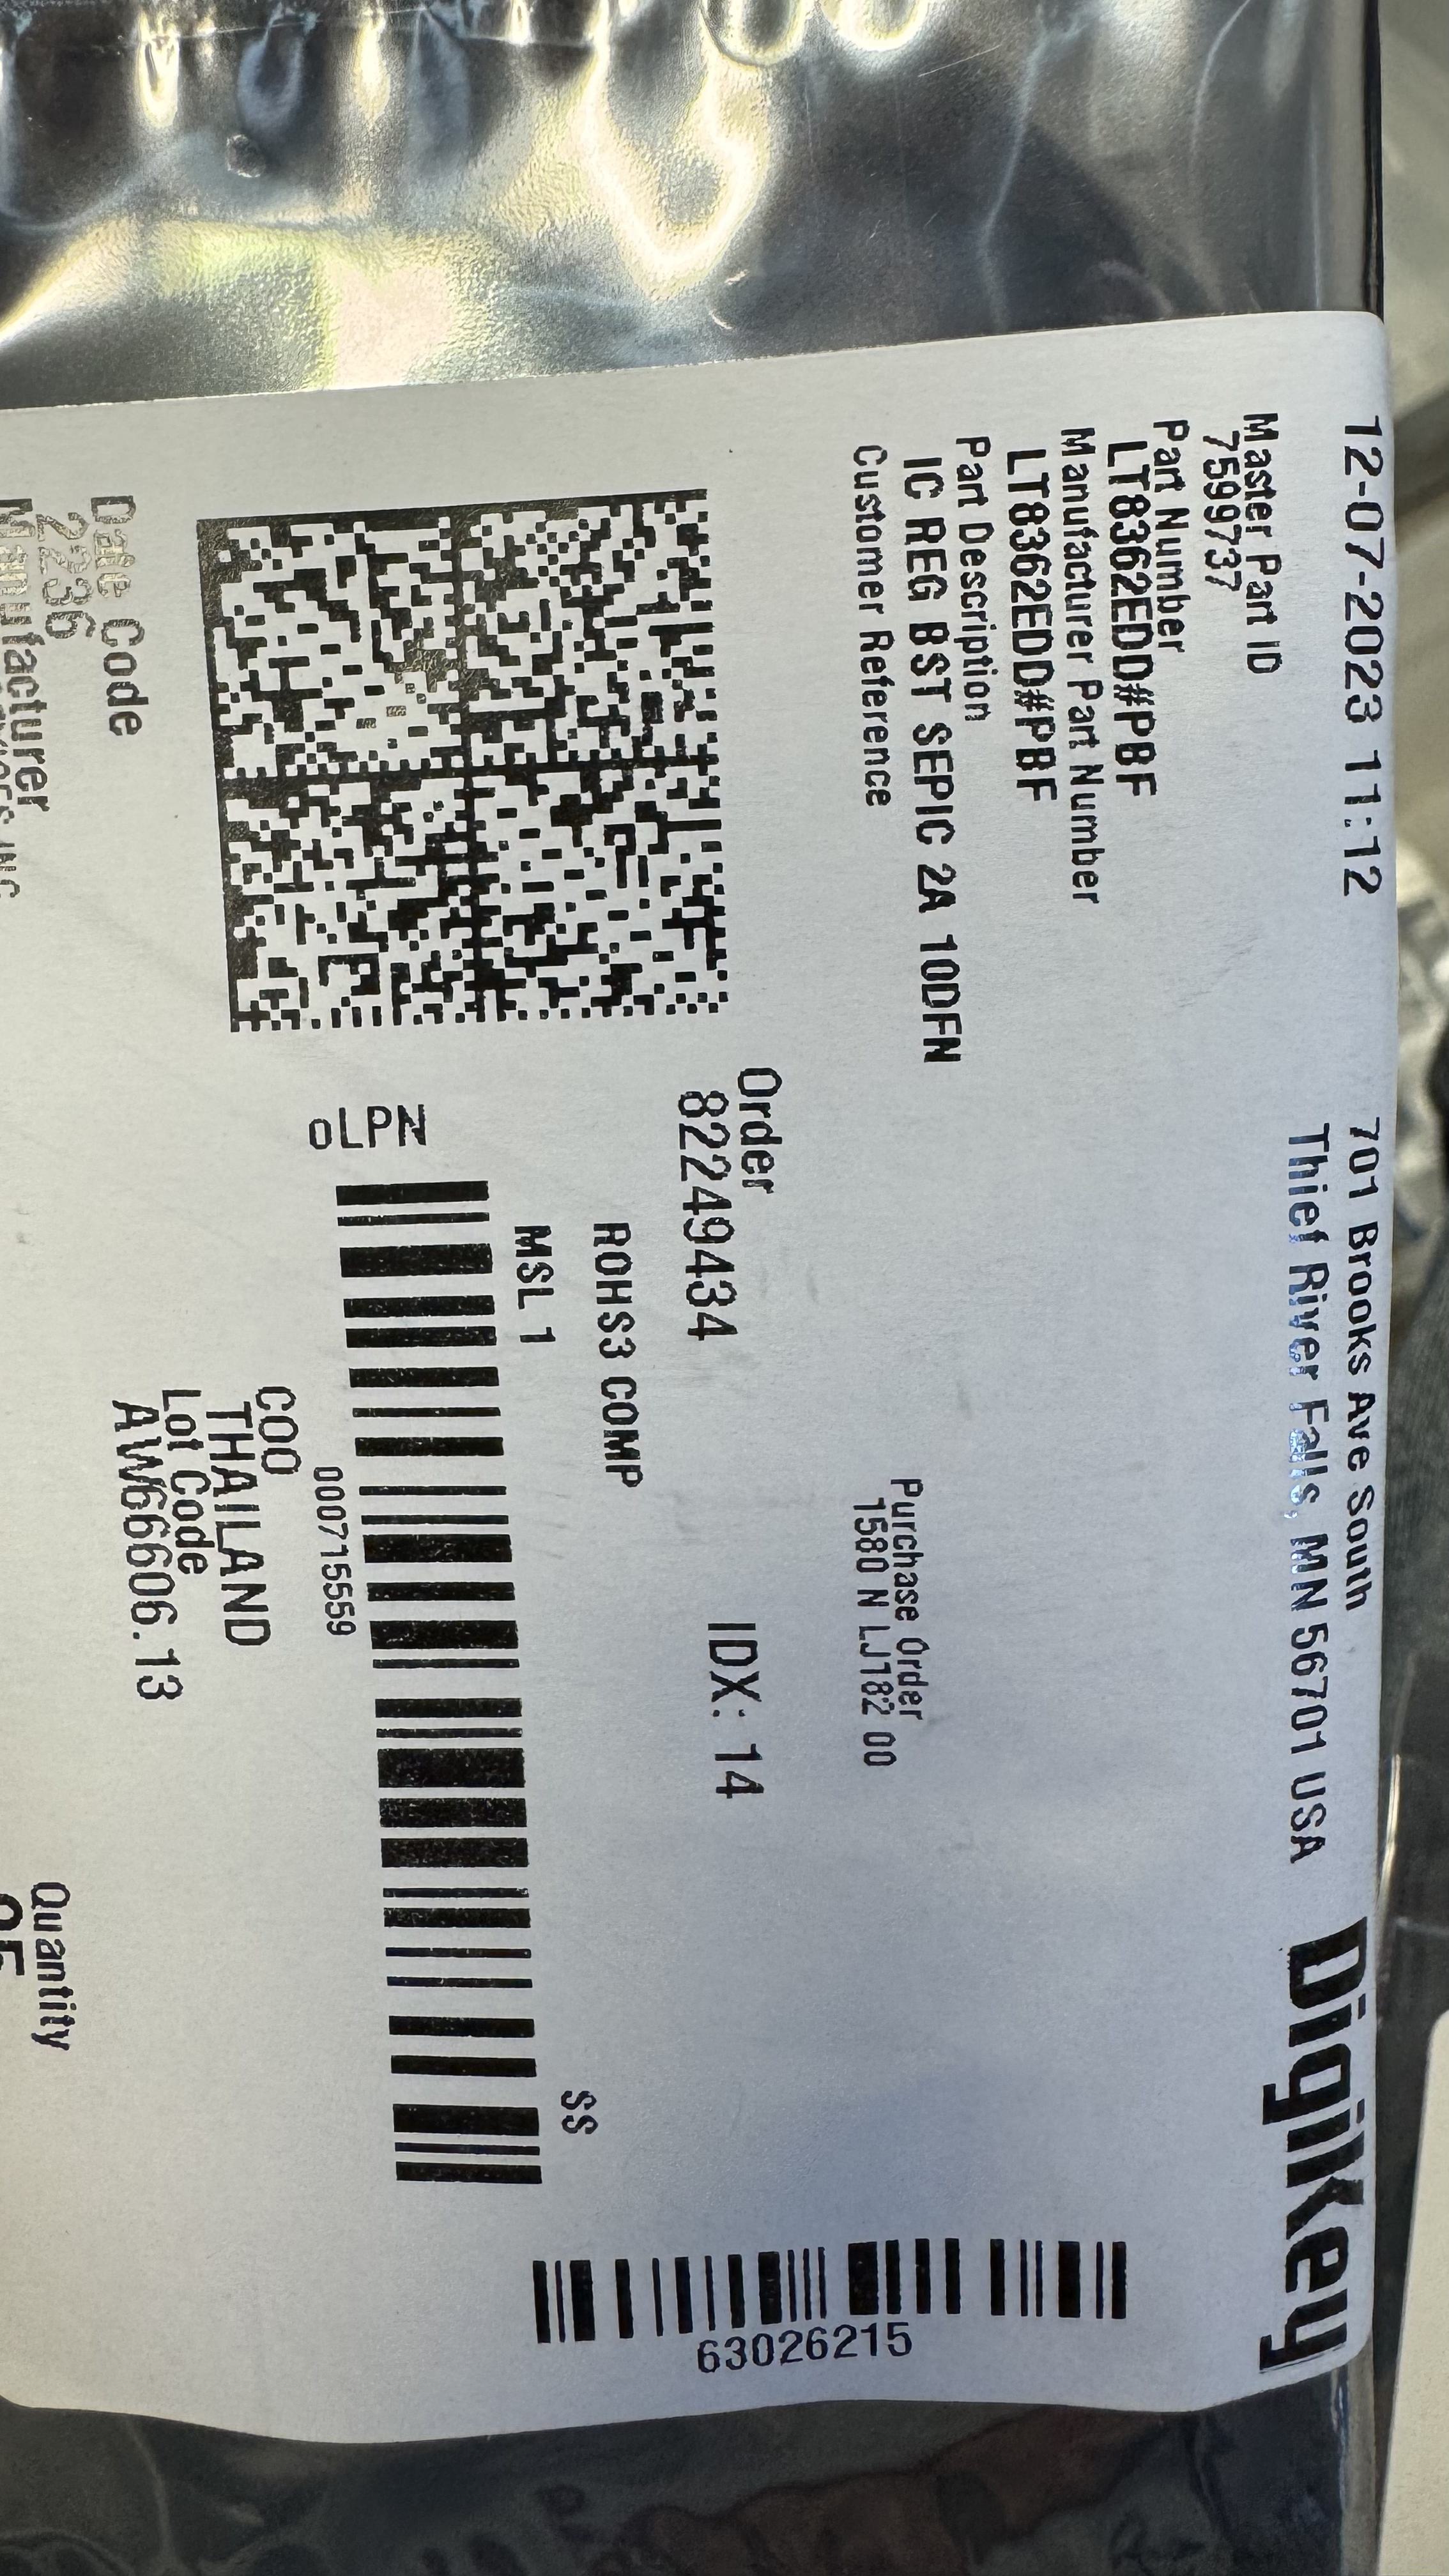 12-07-2023 11:12
701 Brooks Ave South
Thief River Falls, MN 56701 USA
DigiKey
Master Part ID
7599737
Part Number
LT8362EDD#PBF
Manufacturer Part Number
LT8362EDD#PBF
Part Description
IC REG BST SEPIC 2A 10DFN
Customer Reference
Purchase Order
1580 N LJ182 00
Order
82249434
IDX: 14
ROHS3 COMP
MSL 1
SS
oLPN
0007155559
63026215
COO
THAILAND
Lot Code
AW66606.13
Date Code
2236
Manufacturer
Quantity